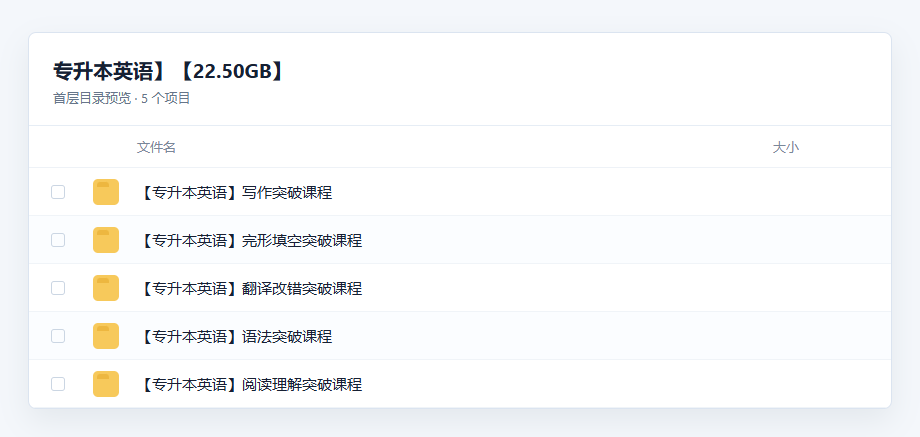 专升本英语】【22.50GB】
首层目录预览 · 5 个项目
文件名 大小
【专升本英语】写作突破课程
【专升本英语】完形填空突破课程
【专升本英语】翻译改错突破课程
【专升本英语】语法突破课程
【专升本英语】阅读理解突破课程